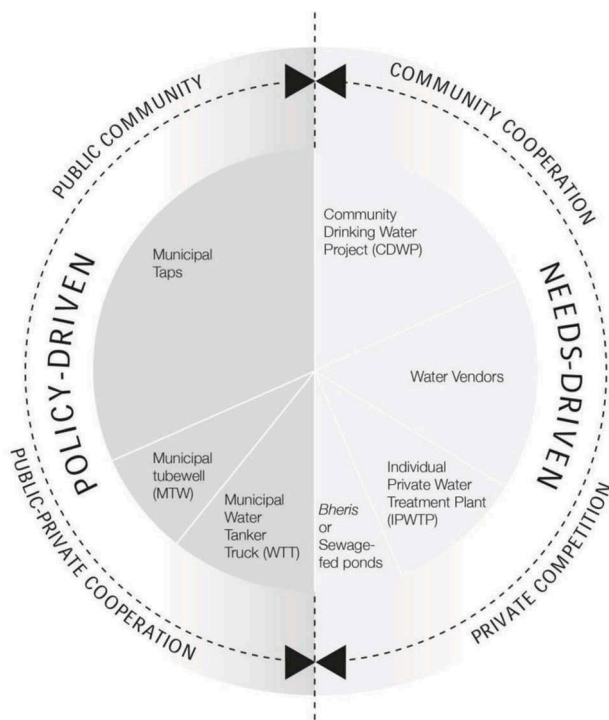 PUBLIC COMMUNITY
COMMUNITY COOPERATION
POLICY-DRIVEN
NEEDS-DRIVEN
PUBLIC-PRIVATE COOPERATION
PRIVATE COMPETITION
Municipal
Taps
Community
Drinking Water
Project (CDWP)
Water Vendors
Municipal
tubewell
(MTW)
Municipal
Water
Tanker
Truck (WTT)
Bheris
or
Sewage-
fed ponds
Individual
Private Water
Treatment Plant
(IPWTP)